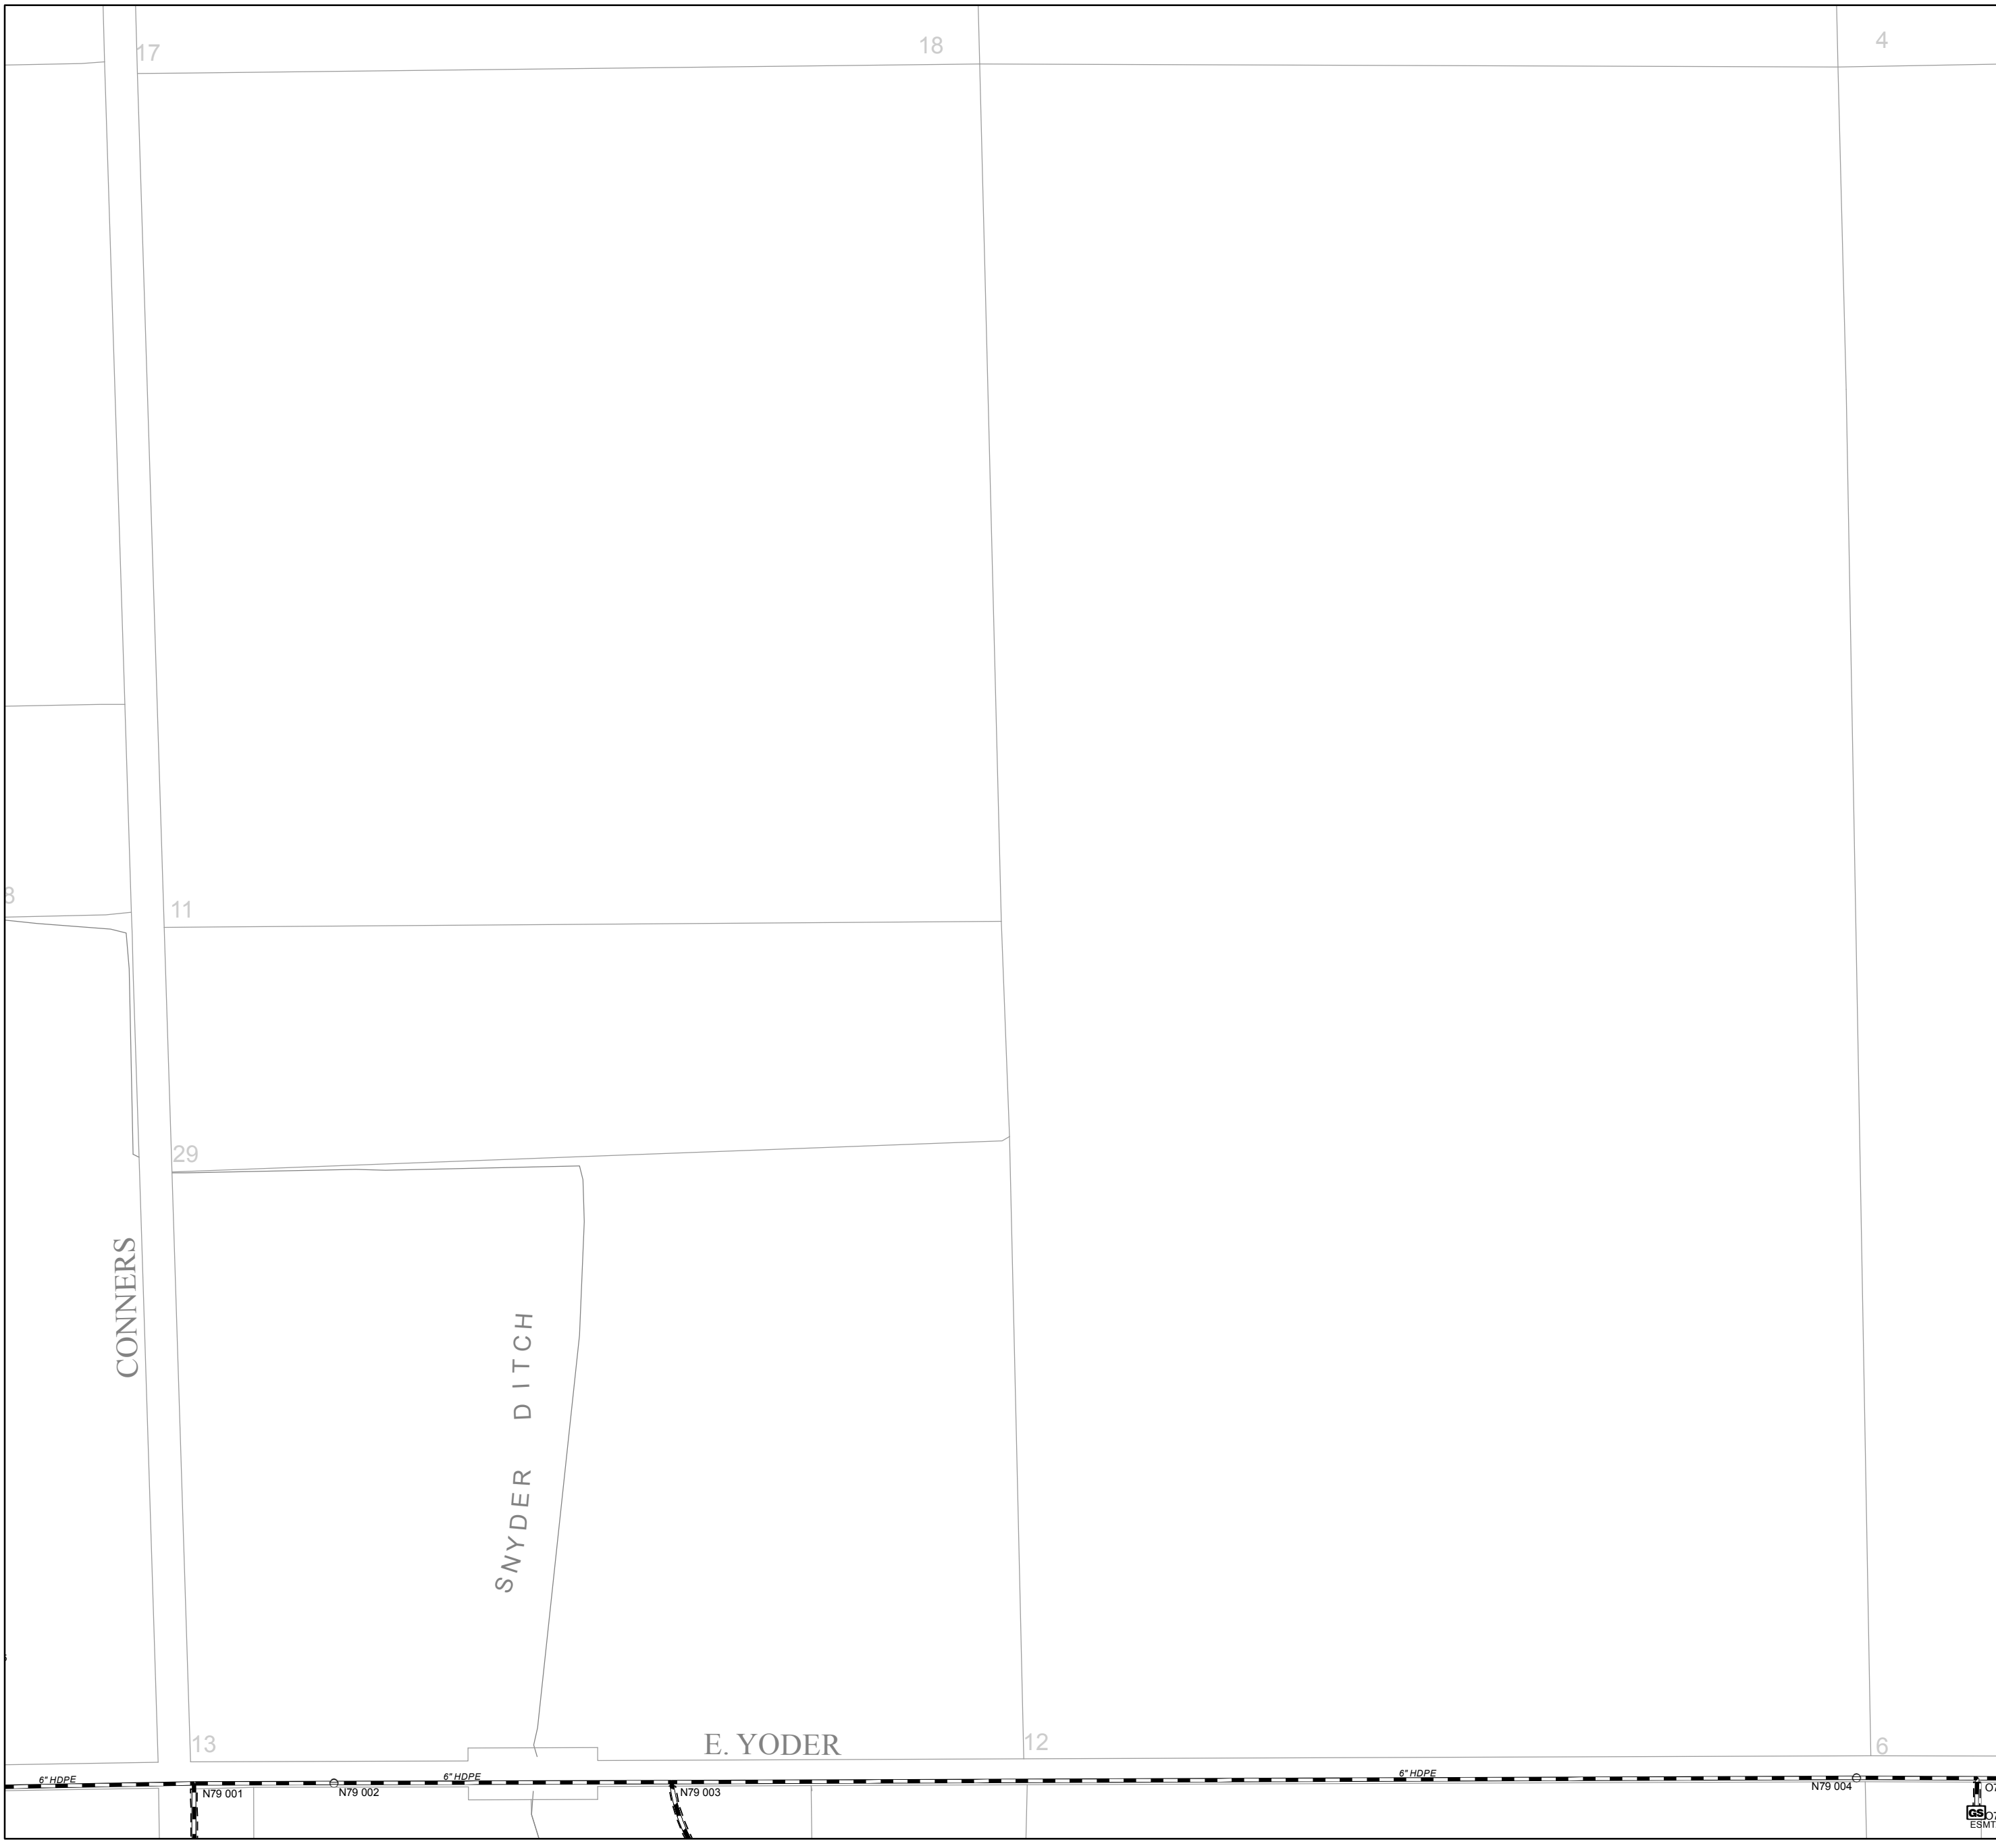 17
18
4
11
29
CONNERS
SNYDER DITCH
13
E. YODER
12
6
6" HDPE
6" HDPE
6" HDPE
N79 001
N79 002
N79 003
N79 004
GS
ESMT